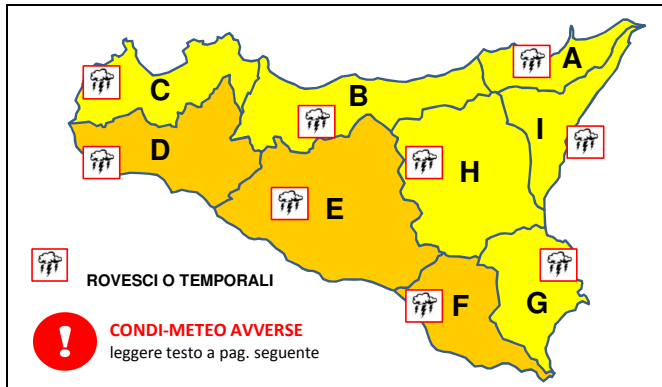 A
C
B
I
D
H
E
F
G
ROVESCI O TEMPORALI
!
CONDI-METEO AVVERSE
leggere testo a pag. seguente